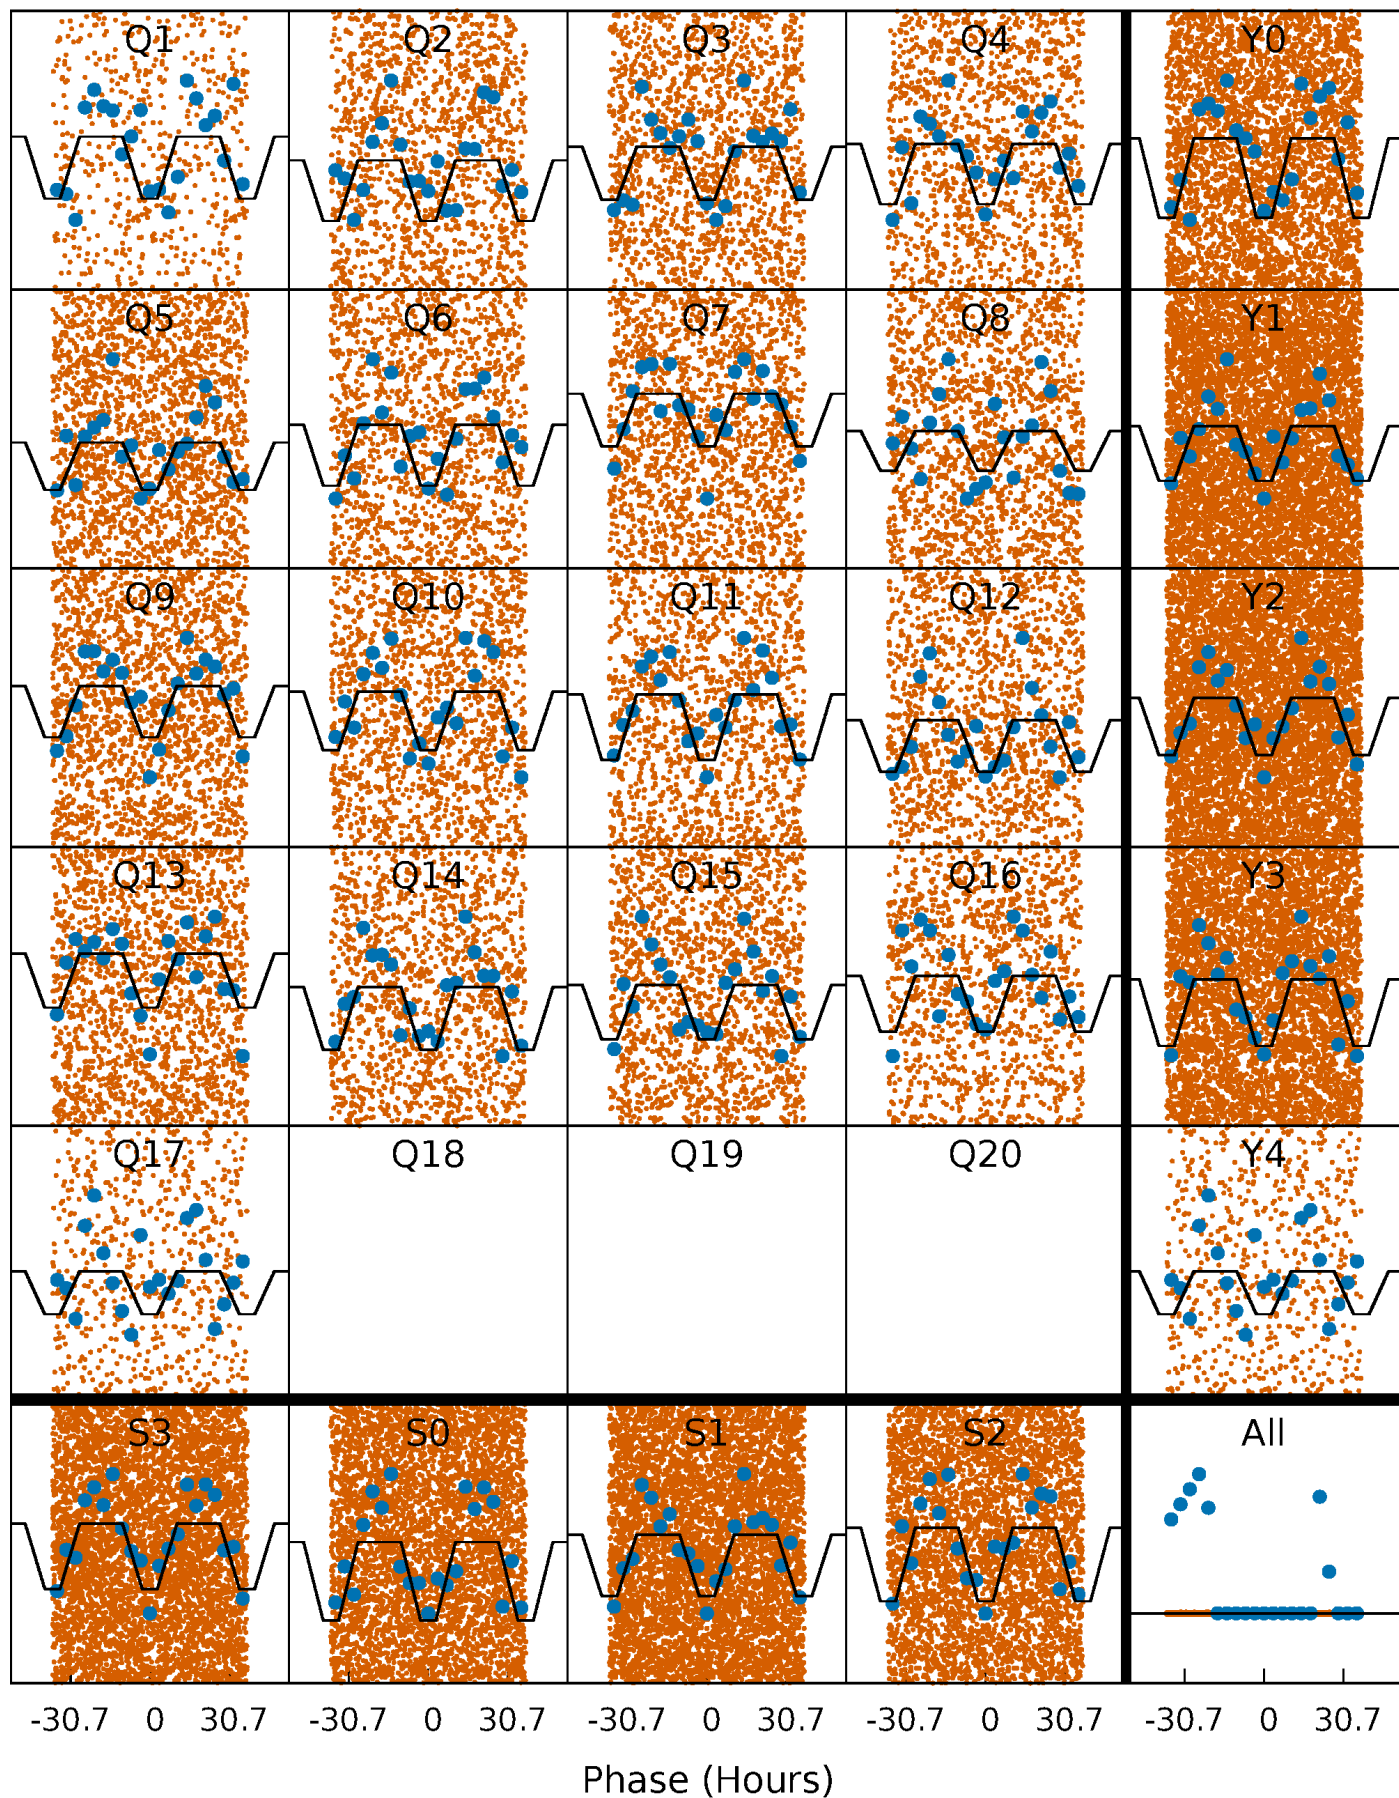 Q1 Q2 Q3 Q4 Y0
Q5 Q6 Q7 Q8 Y1
Q9 Q10 Q11 Q12 Y2
Q13 Q14 Q15 Q16 Y3
Q17 Q18 Q19 Q20 Y4
S3 S0 S1 S2 All
-30.7 0 30.7 -30.7 0 30.7 -30.7 0 30.7 -30.7 0 30.7 -30.7 0 30.7
Phase (Hours)